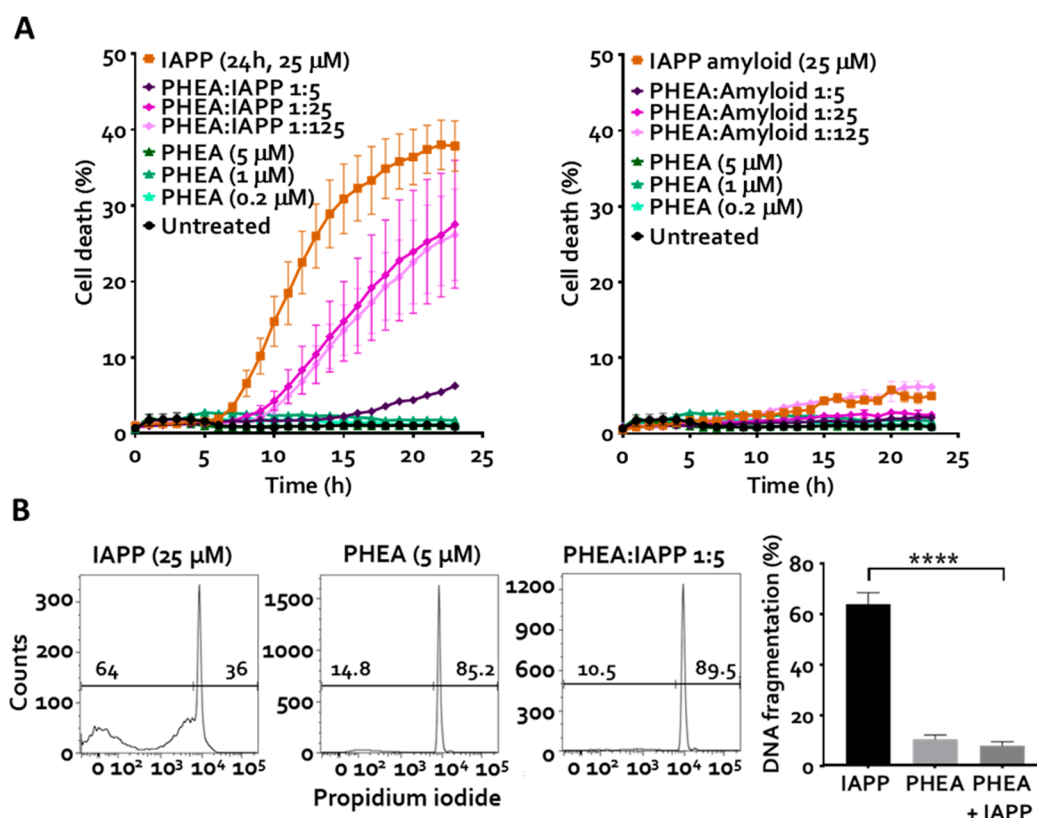 A
IAPP (24h, 25 µM)
PHEA:IAPP 1:5
PHEA:IAPP 1:25
PHEA:IAPP 1:125
PHEA (5 µM)
PHEA (1 µM)
PHEA (0.2 µM)
Untreated
Cell death (%)
50
40
30
20
10
0
0 5 10 15 20 25
Time (h)
IAPP amyloid (25 µM)
PHEA:Amyloid 1:5
PHEA:Amyloid 1:25
PHEA:Amyloid 1:125
PHEA (5 µM)
PHEA (1 µM)
PHEA (0.2 µM)
Untreated
Cell death (%)
50
40
30
20
10
0
0 5 10 15 20 25
Time (h)
B
IAPP (25 µM)
Counts
300
200
100
0
64 36
0 10² 10³ 10⁴ 10⁵
PHEA (5 µM)
1500
1000
500
0
14.8 85.2
0 10² 10³ 10⁴ 10⁵
PHEA:IAPP 1:5
1200
900
600
300
0
10.5 89.5
0 10² 10³ 10⁴ 10⁵
Propidium iodide
DNA fragmentation (%)
80
60
40
20
0
****
IAPP PHEA PHEA
+ IAPP